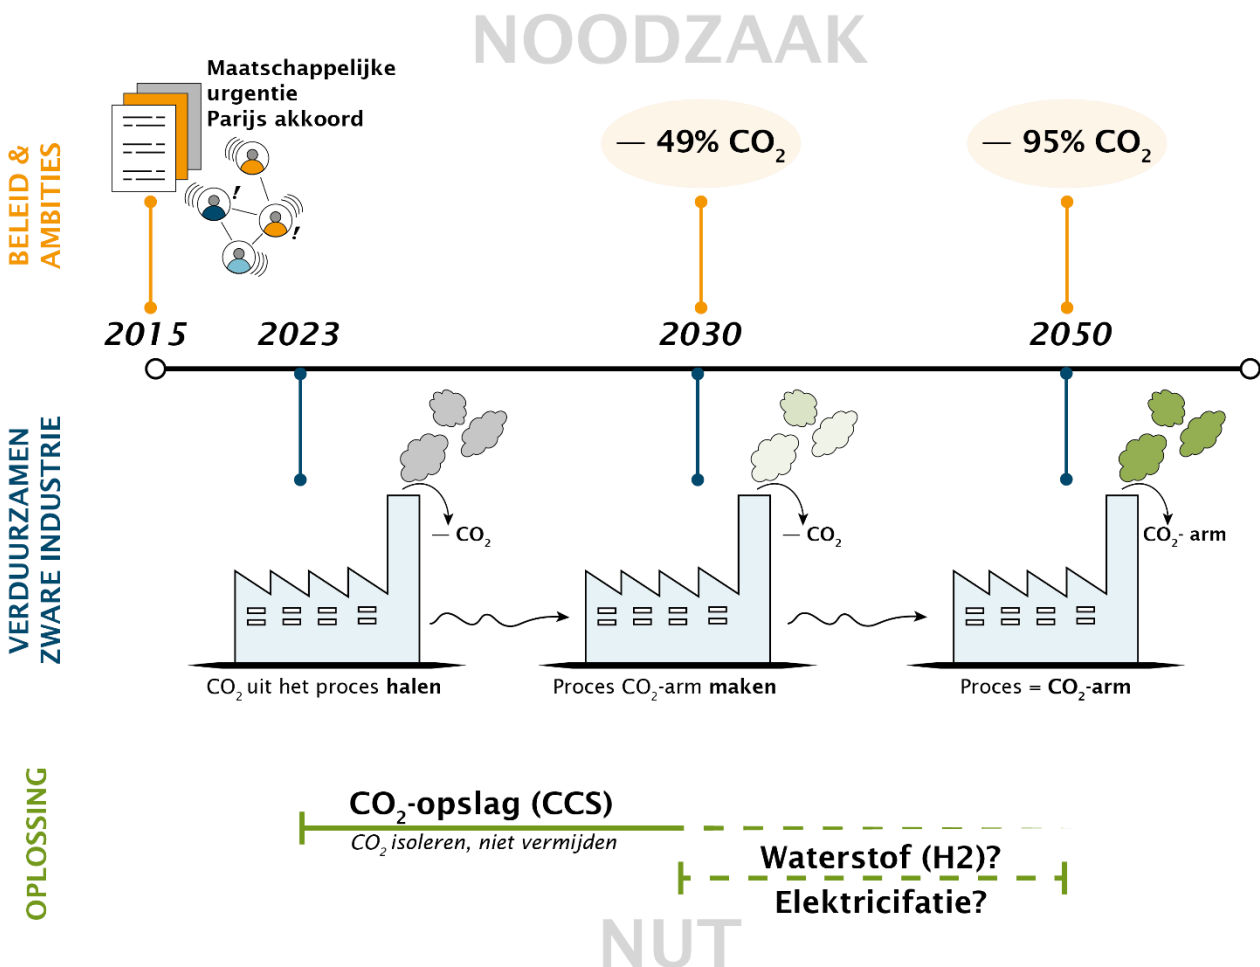 NOODZAAK
Maatschappelijke
urgentie
Parijs akkoord
— 49% CO₂
— 95% CO₂
BELEID &
AMBITIES
!
!
2015
2023
2030
2050
VERDUURZAMEN
ZWARE INDUSTRIE
— CO₂
— CO₂
CO₂- arm
CO₂ uit het proces halen
Proces CO₂-arm maken
Proces = CO₂-arm
OPLOSSING
CO₂-opslag (CCS)
CO₂ isoleren, niet vermijden
Waterstof (H2)?
Elektricifatie?
NUT